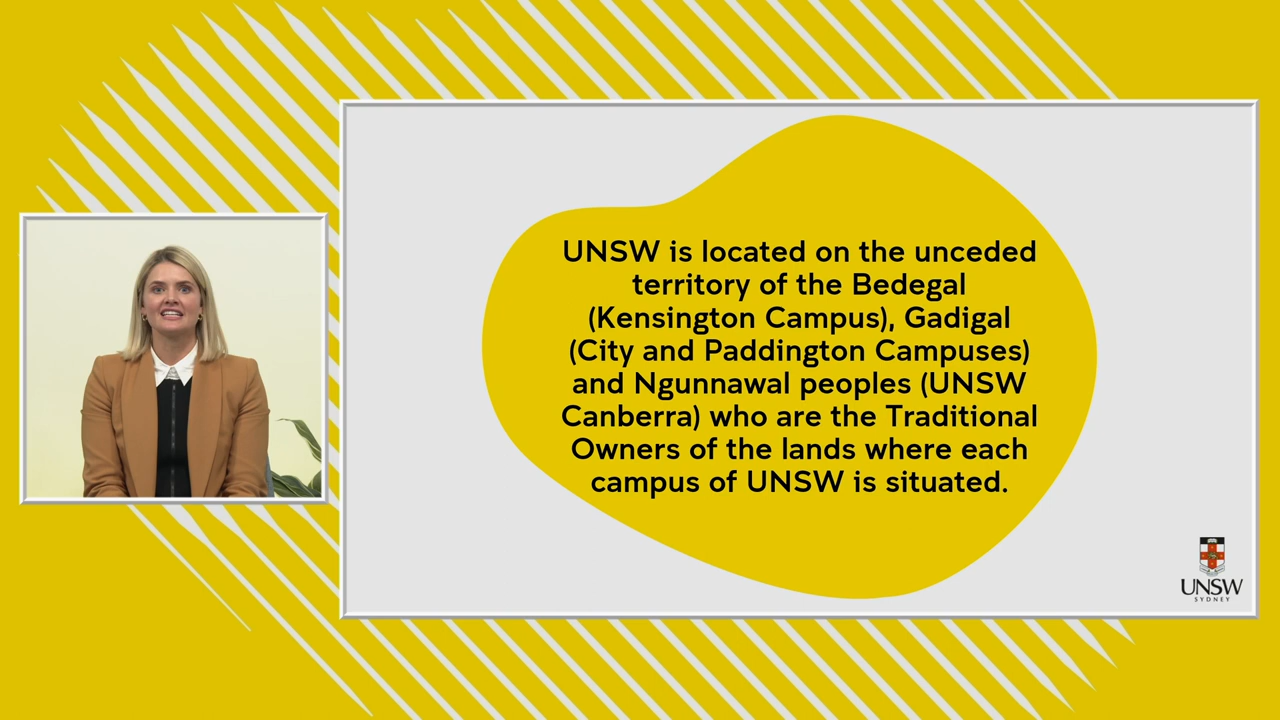 UNSW is located on the unceded
territory of the Bedegal
(Kensington Campus), Gadigal
(City and Paddington Campuses)
and Ngunnawal peoples (UNSW
Canberra) who are the Traditional
Owners of the lands where each
campus of UNSW is situated.
UNSW
SYDNEY